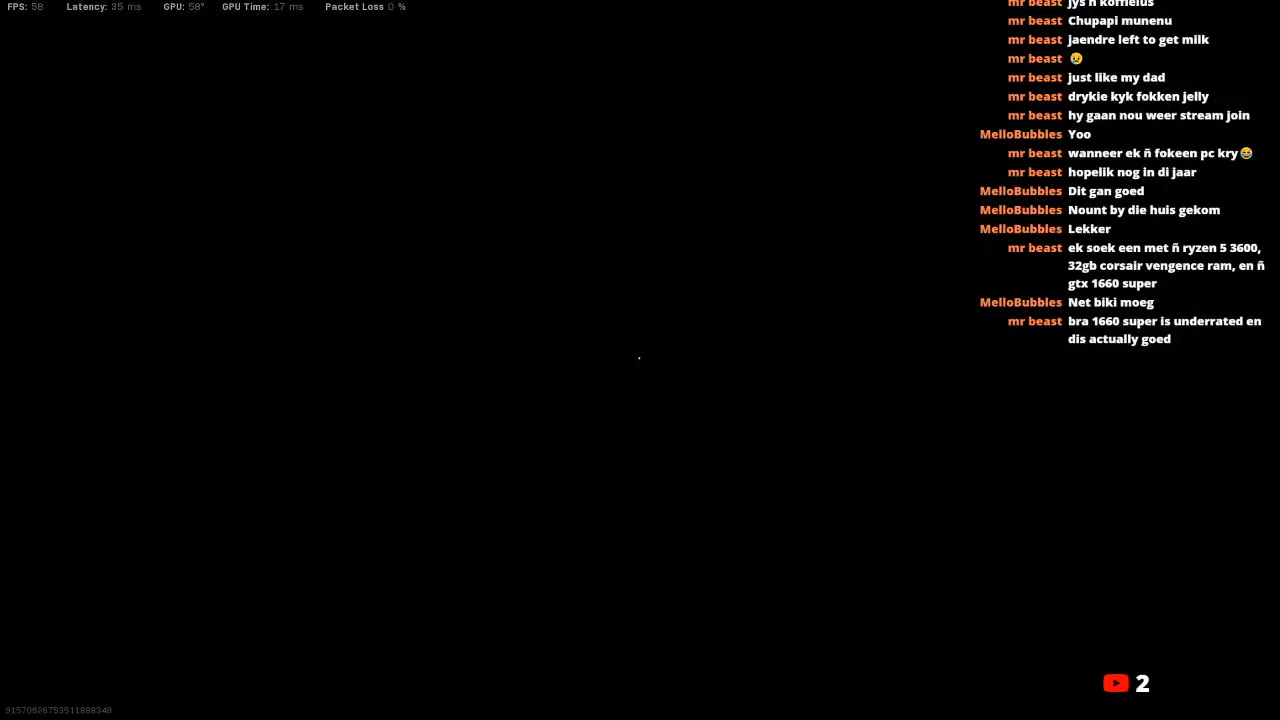 FPS: 58 Latency: 35 ms GPU: 58° GPU Time: 17 ms Packet Loss 0 %
mr beast jys n koffielus
mr beast Chupapi munenu
mr beast jaendre left to get milk
mr beast 😢
mr beast just like my dad
mr beast drykie kyk fokken jelly
mr beast hy gaan nou weer stream join
MelloBubbles Yoo
mr beast wanneer ek ñ fokeen pc kry😂
mr beast hopelik nog in di jaar
MelloBubbles Dit gan goed
MelloBubbles Nount by die huis gekom
MelloBubbles Lekker
mr beast ek soek een met ñ ryzen 5 3600,
32gb corsair vengence ram, en ñ
gtx 1660 super
MelloBubbles Net biki moeg
mr beast bra 1660 super is underrated en
dis actually goed
2